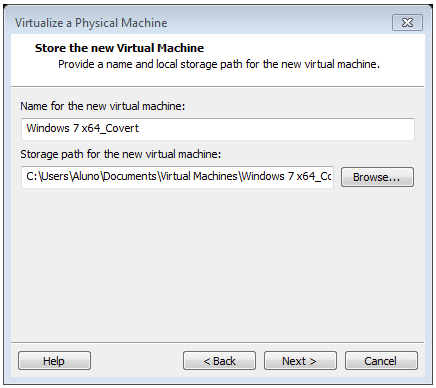 Virtualize a Physical Machine
Store the new Virtual Machine
Provide a name and local storage path for the new virtual machine.
Name for the new virtual machine:
Windows 7 x64_Covert
Storage path for the new virtual machine:
C:\Users\Aluno\Documents\Virtual Machines\Windows 7 x64_Co
Browse...
Help
< Back
Next >
Cancel